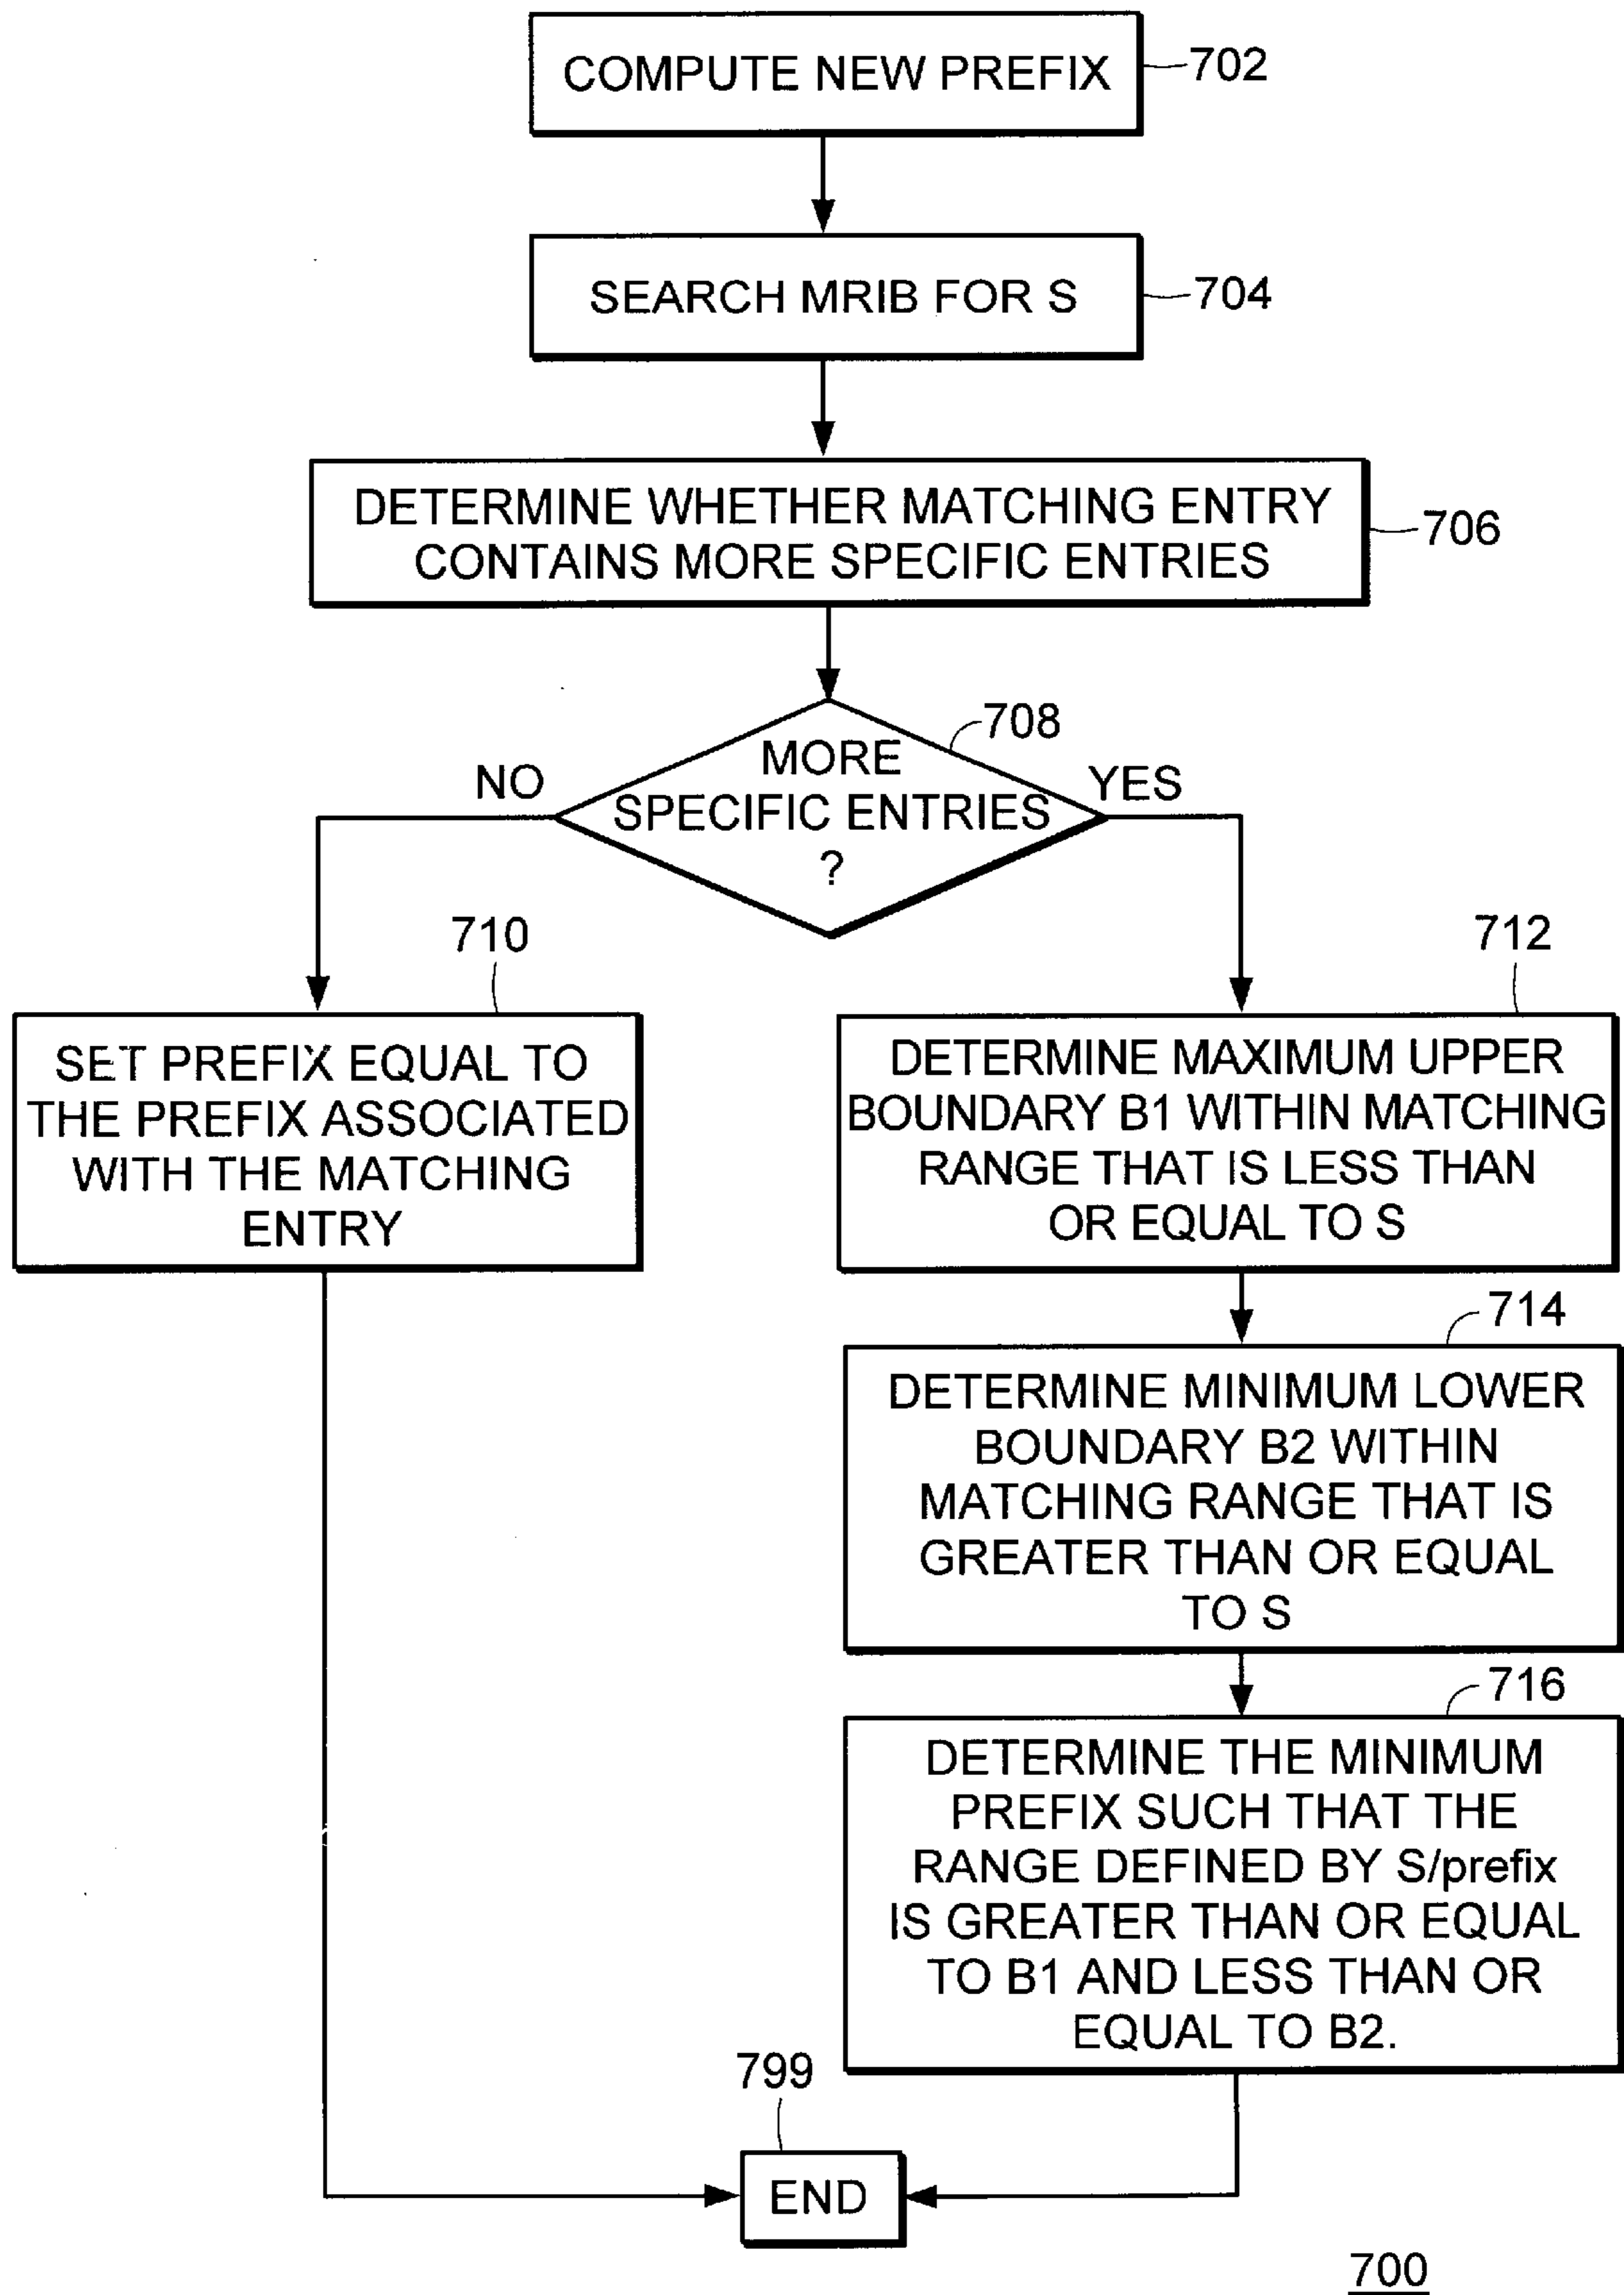 COMPUTE NEW PREFIX
702
SEARCH MRIB FOR S
704
DETERMINE WHETHER MATCHING ENTRY
CONTAINS MORE SPECIFIC ENTRIES
706
708
MORE
SPECIFIC ENTRIES
?
NO
YES
710
SET PREFIX EQUAL TO
THE PREFIX ASSOCIATED
WITH THE MATCHING
ENTRY
712
DETERMINE MAXIMUM UPPER
BOUNDARY B1 WITHIN MATCHING
RANGE THAT IS LESS THAN
OR EQUAL TO S
714
DETERMINE MINIMUM LOWER
BOUNDARY B2 WITHIN
MATCHING RANGE THAT IS
GREATER THAN OR EQUAL
TO S
716
DETERMINE THE MINIMUM
PREFIX SUCH THAT THE
RANGE DEFINED BY S/prefix
IS GREATER THAN OR EQUAL
TO B1 AND LESS THAN OR
EQUAL TO B2.
799
END
700